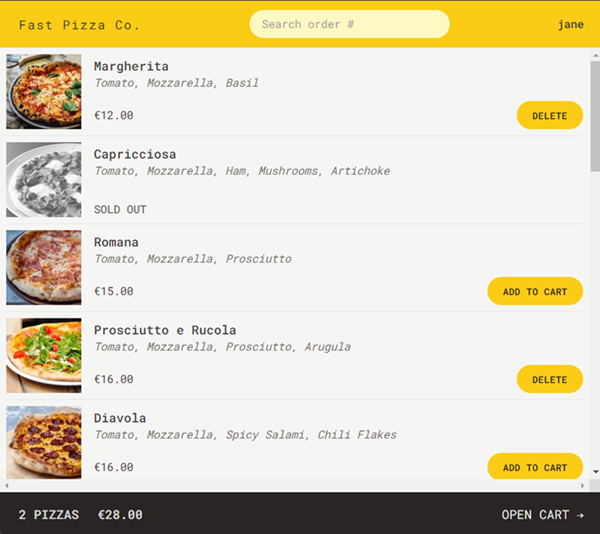 Fast Pizza Co.
Search order #
jane
Margherita
Tomato, Mozzarella, Basil
€12.00
DELETE
Capricciosa
Tomato, Mozzarella, Ham, Mushrooms, Artichoke
SOLD OUT
Romana
Tomato, Mozzarella, Prosciutto
€15.00
ADD TO CART
Prosciutto e Rucola
Tomato, Mozzarella, Prosciutto, Arugula
€16.00
DELETE
Diavola
Tomato, Mozzarella, Spicy Salami, Chili Flakes
€16.00
ADD TO CART
2 PIZZAS €28.00
OPEN CART →